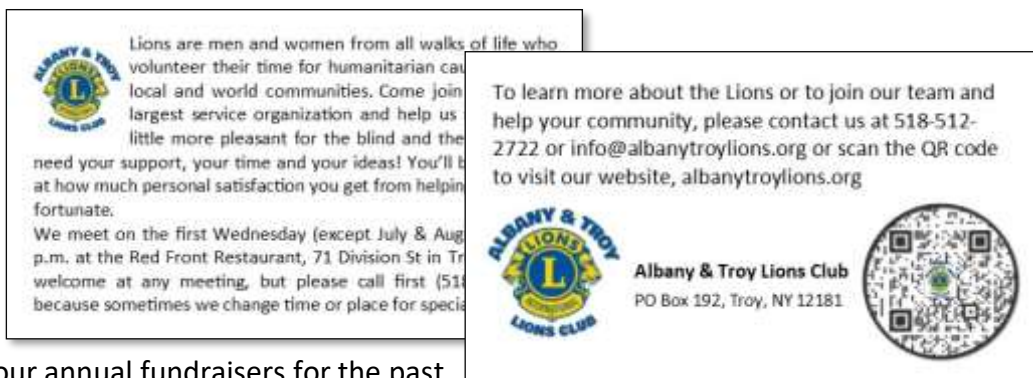 ALBANY & TROY
LIONS
L
LIONS CLUB
Lions are men and women from all walks of life who
volunteer their time for humanitarian
local and world communities. Come join
largest service organization and help us
little more pleasant for the blind and the
need your support, your time and your ideas! You'll
at how much personal satisfaction you get from
fortunate.
We meet on the first Wednesday (except July &
p.m. at the Red Front Restaurant, 71 Division St in
welcome at any meeting, but please call first
because sometimes we change time or place for
To learn more about the Lions or to join our team and
help your community, please contact us at 518-512-
2722 or info@albanytroylions.org or scan the QR code
to visit our website, albanytroylions.org
ALBANY & TROY
LIONS
L
LIONS CLUB
Albany & Troy Lions Club
PO Box 192, Troy, NY 12181
our annual fundraisers for the past